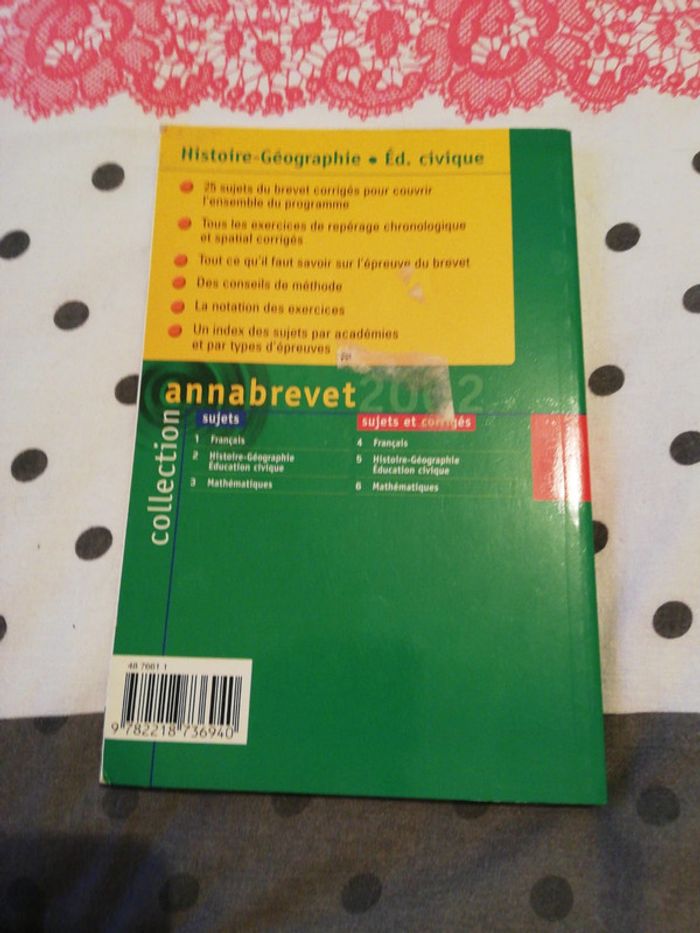 Histoire-Géographie • Éd. civique
25 sujets du brevet corrigés pour couvrir
l'ensemble du programme
Tous les exercices de repérage chronologique
et spatial corrigés
Tout ce qu'il faut savoir sur l'épreuve du brevet
Des conseils de méthode
La notation des exercices
Un index des sujets par académies
et par types d'épreuves
collection
annabrevet 2002
sujets
1 Français
2 Histoire-Géographie
Éducation civique
3 Mathématiques
sujets et corrigés
4 Français
5 Histoire-Géographie
Éducation civique
6 Mathématiques
48 7661 1
9 782218 736940